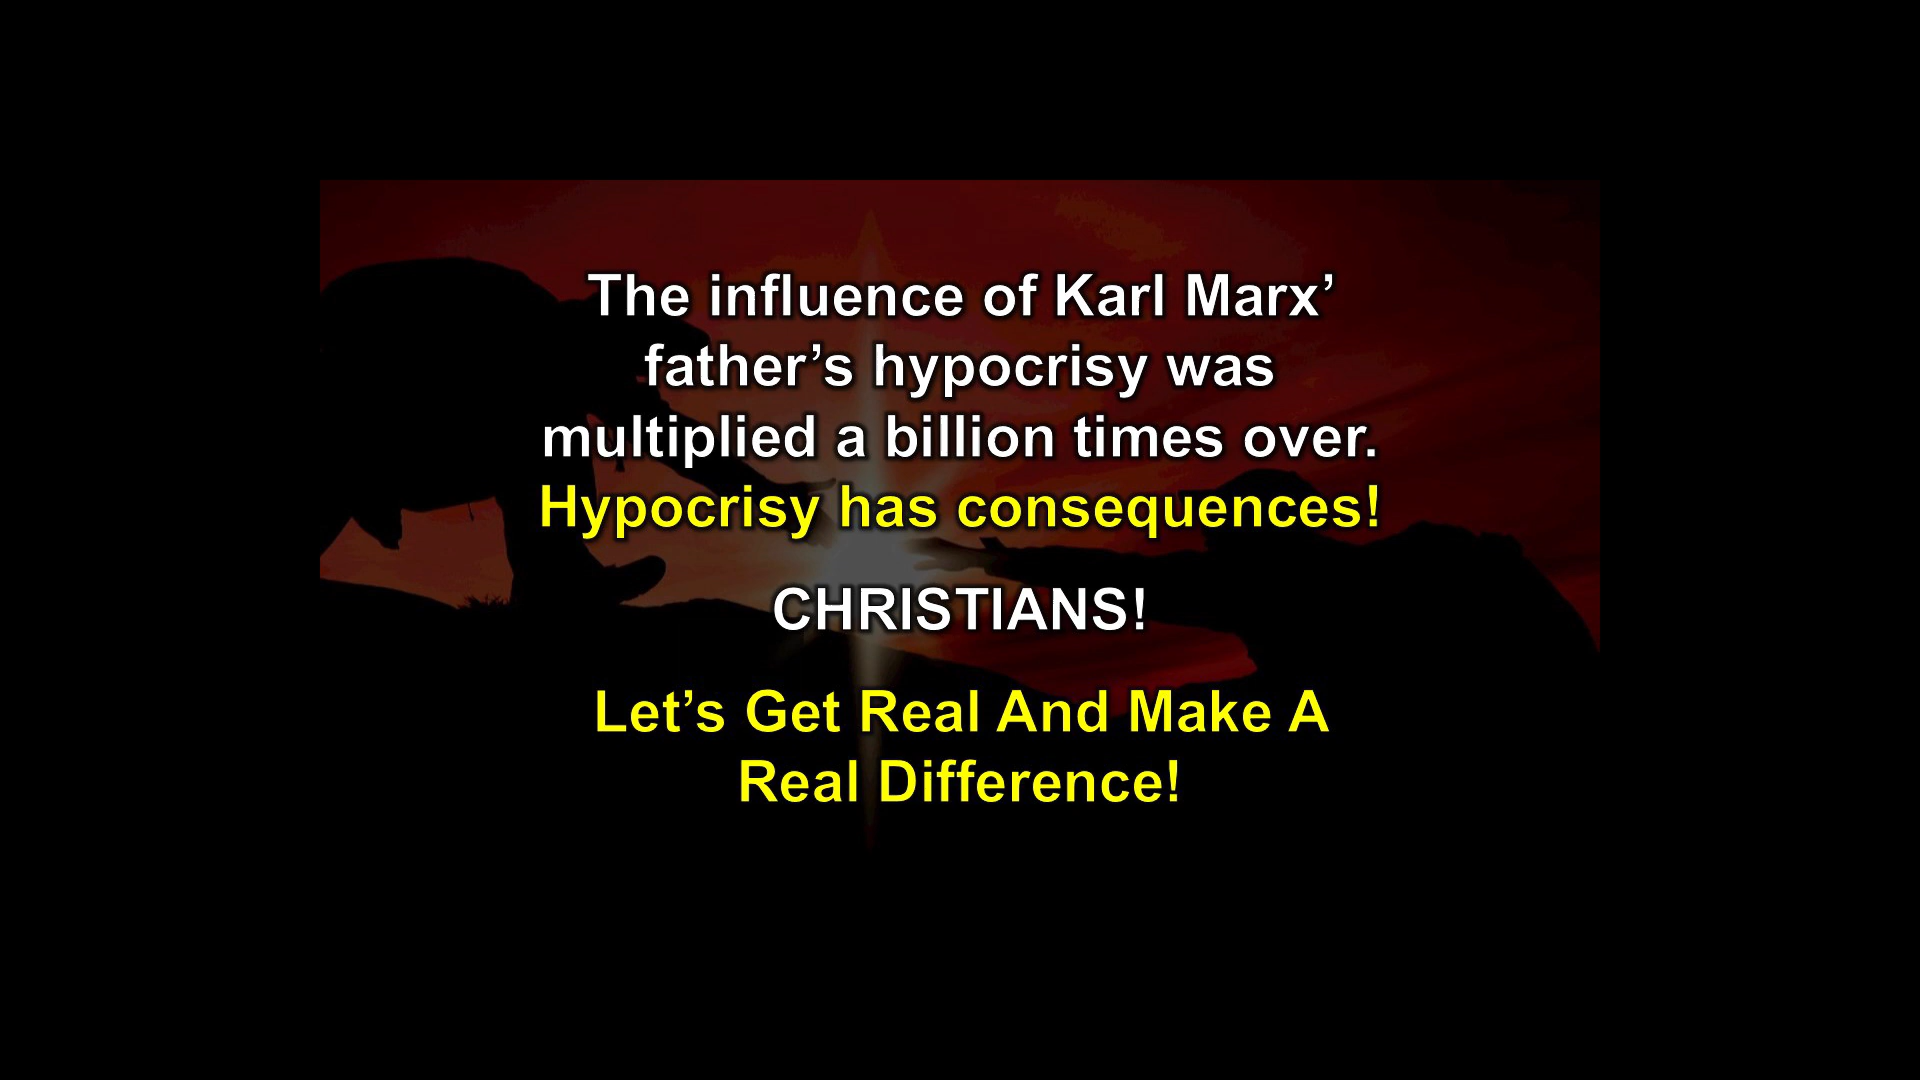 The influence of Karl Marx’
father’s hypocrisy was
multiplied a billion times over.
Hypocrisy has consequences!
CHRISTIANS!
Let’s Get Real And Make A
Real Difference!